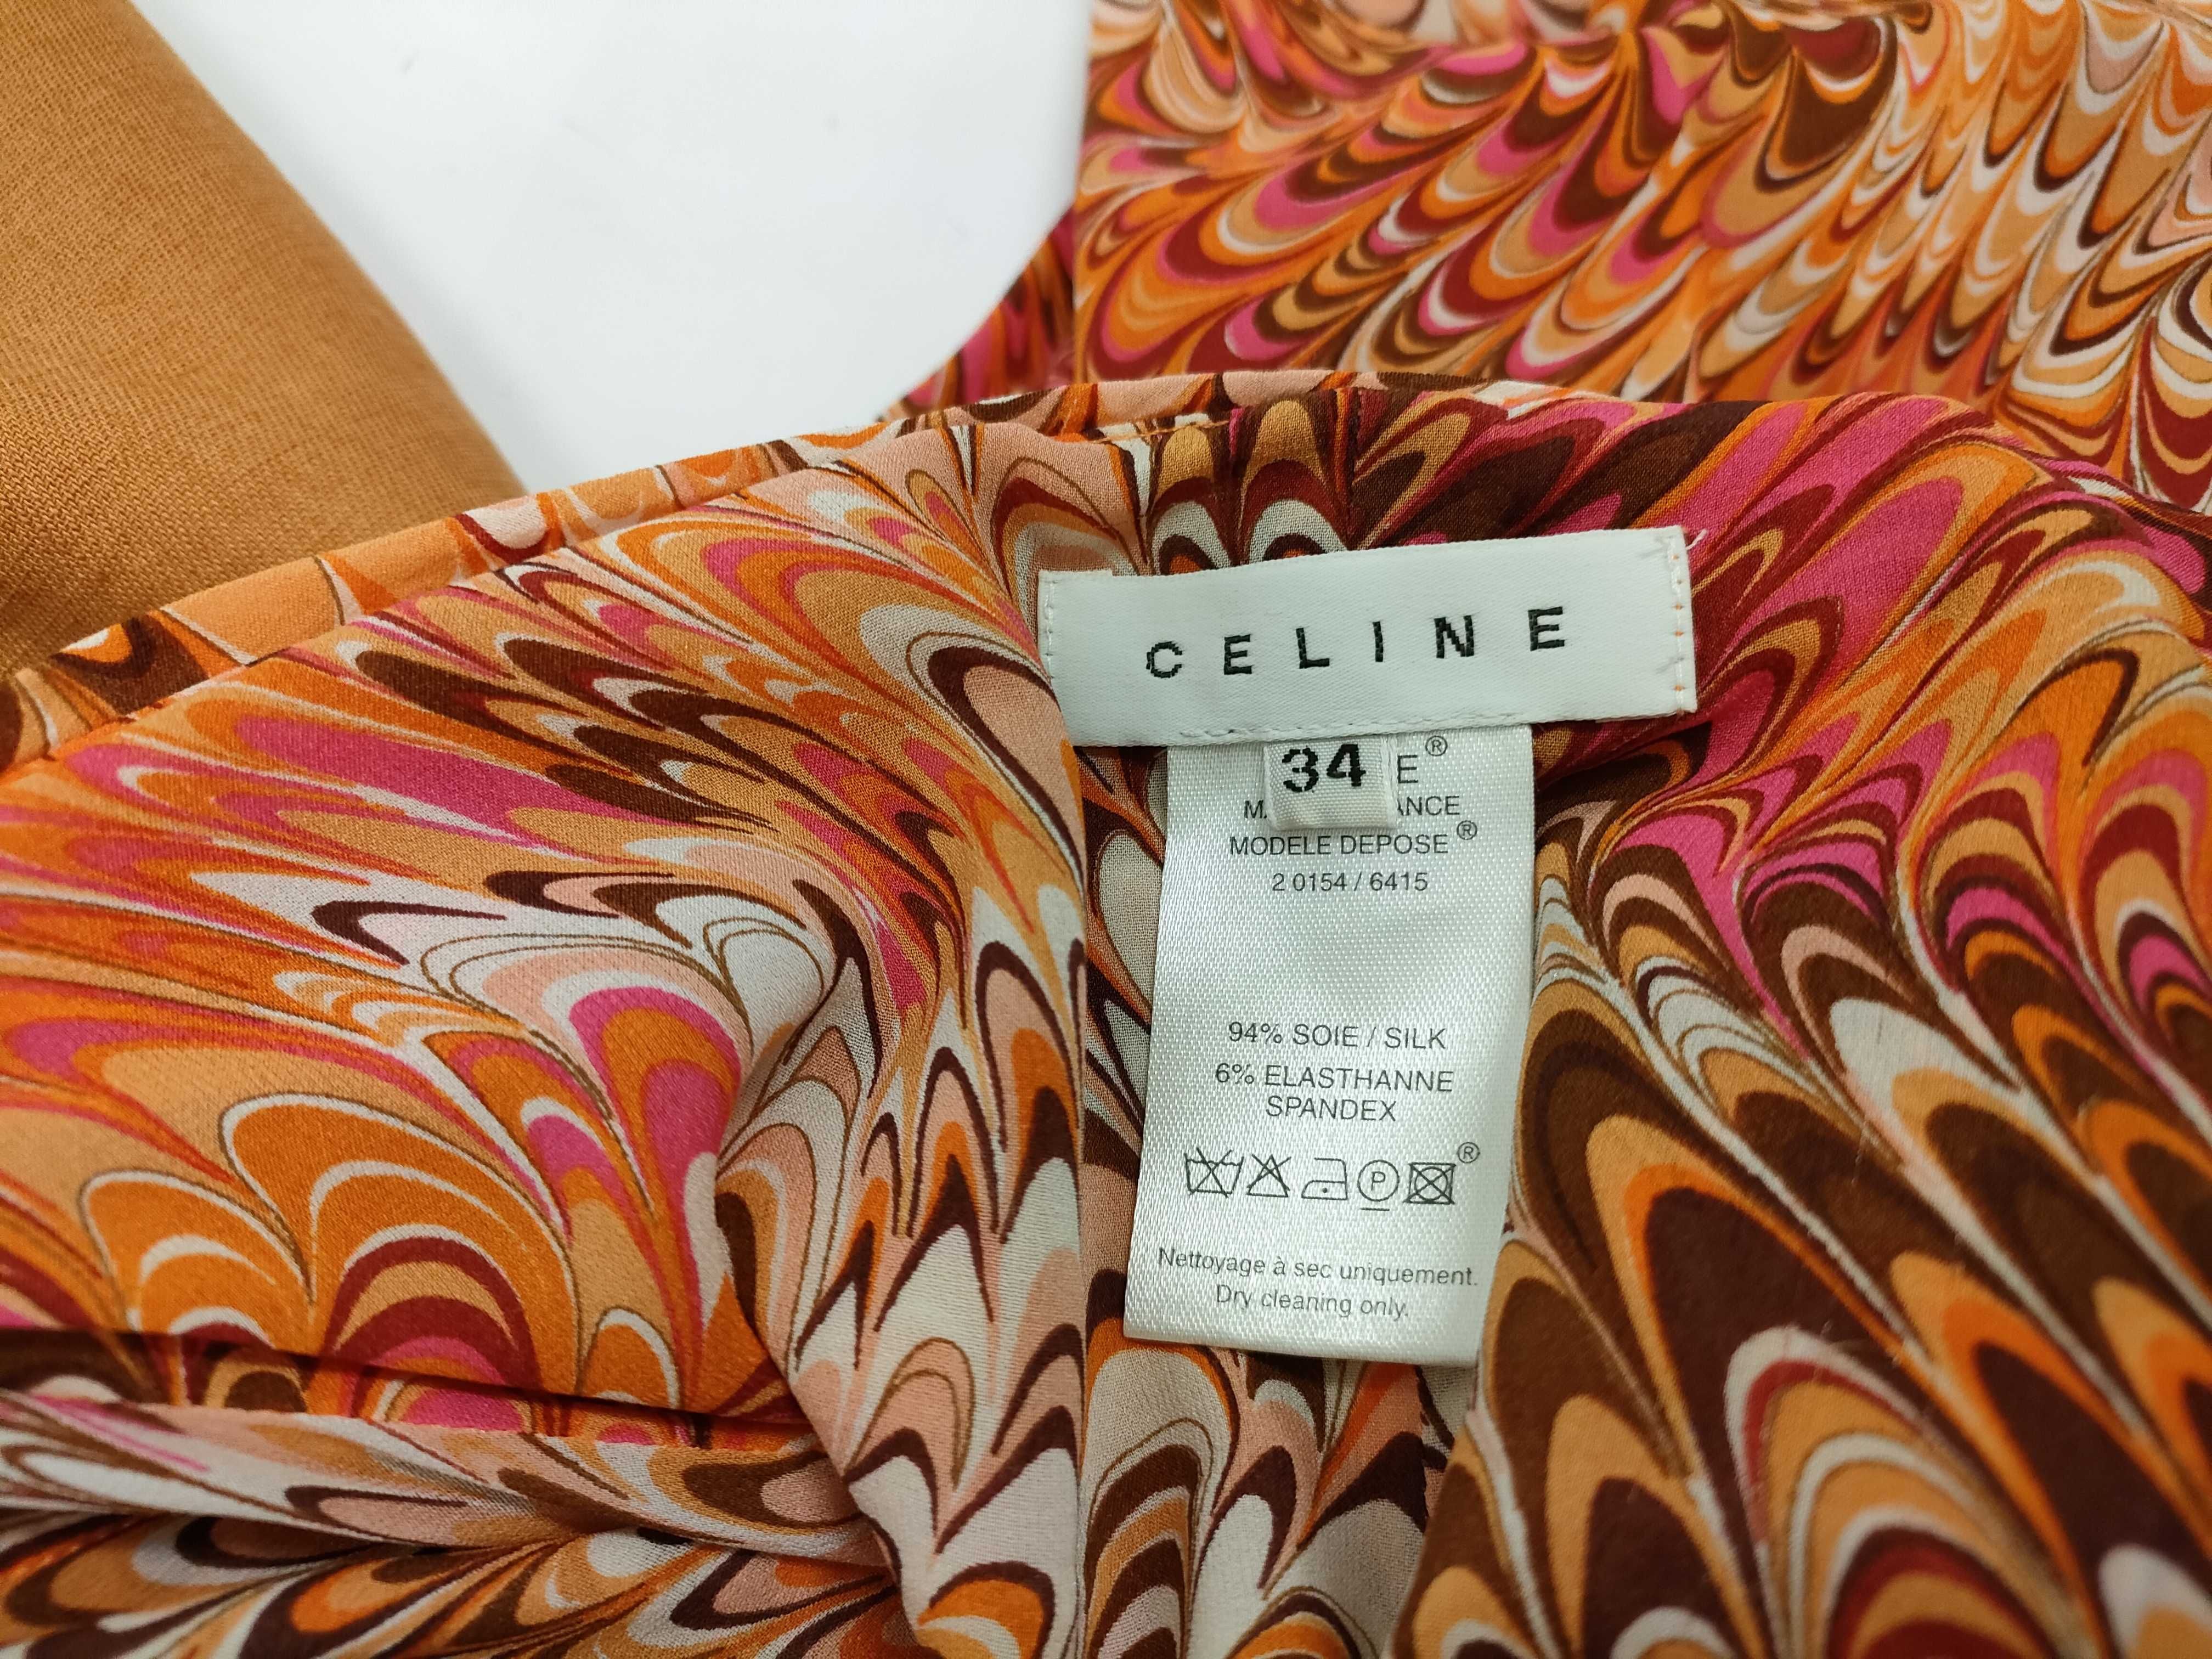 CELINE
34
E®
MODELE DEPOSE®
2 0154 / 6415
94% SOIE / SILK
6% ELASTHANNE
SPANDEX
P ®
Nettoyage à sec uniquement.
Dry cleaning only.